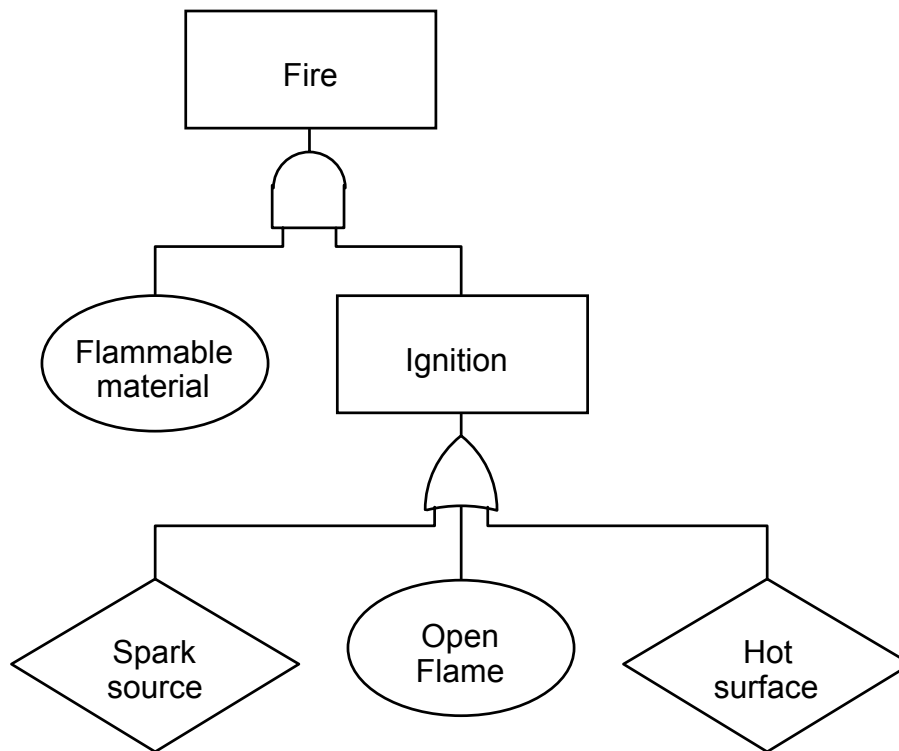 Fire
Flammable
material
Ignition
Spark
source
Open
Flame
Hot
surface